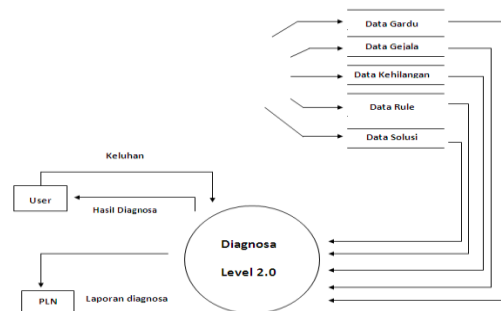 Data Gardu
Data Gejala
Data Kehilangan
Data Rule
Data Solusi
Keluhan
User
Hasil Diagnosa
Diagnosa
Level 2.0
PLN
Laporan diagnosa